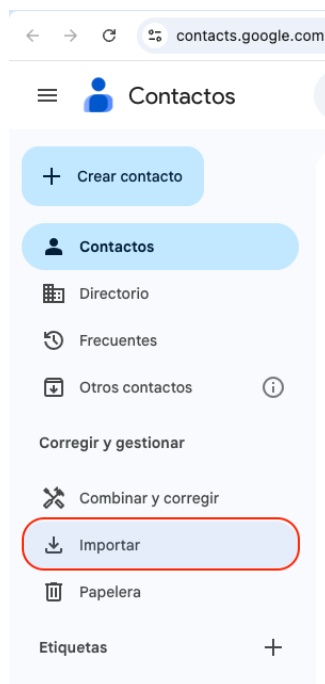 contacts.google.com
Contactos
Crear contacto
Contactos
Directorio
Frecuentes
Otros contactos
Corregir y gestionar
Combinar y corregir
Importar
Papelera
Etiquetas